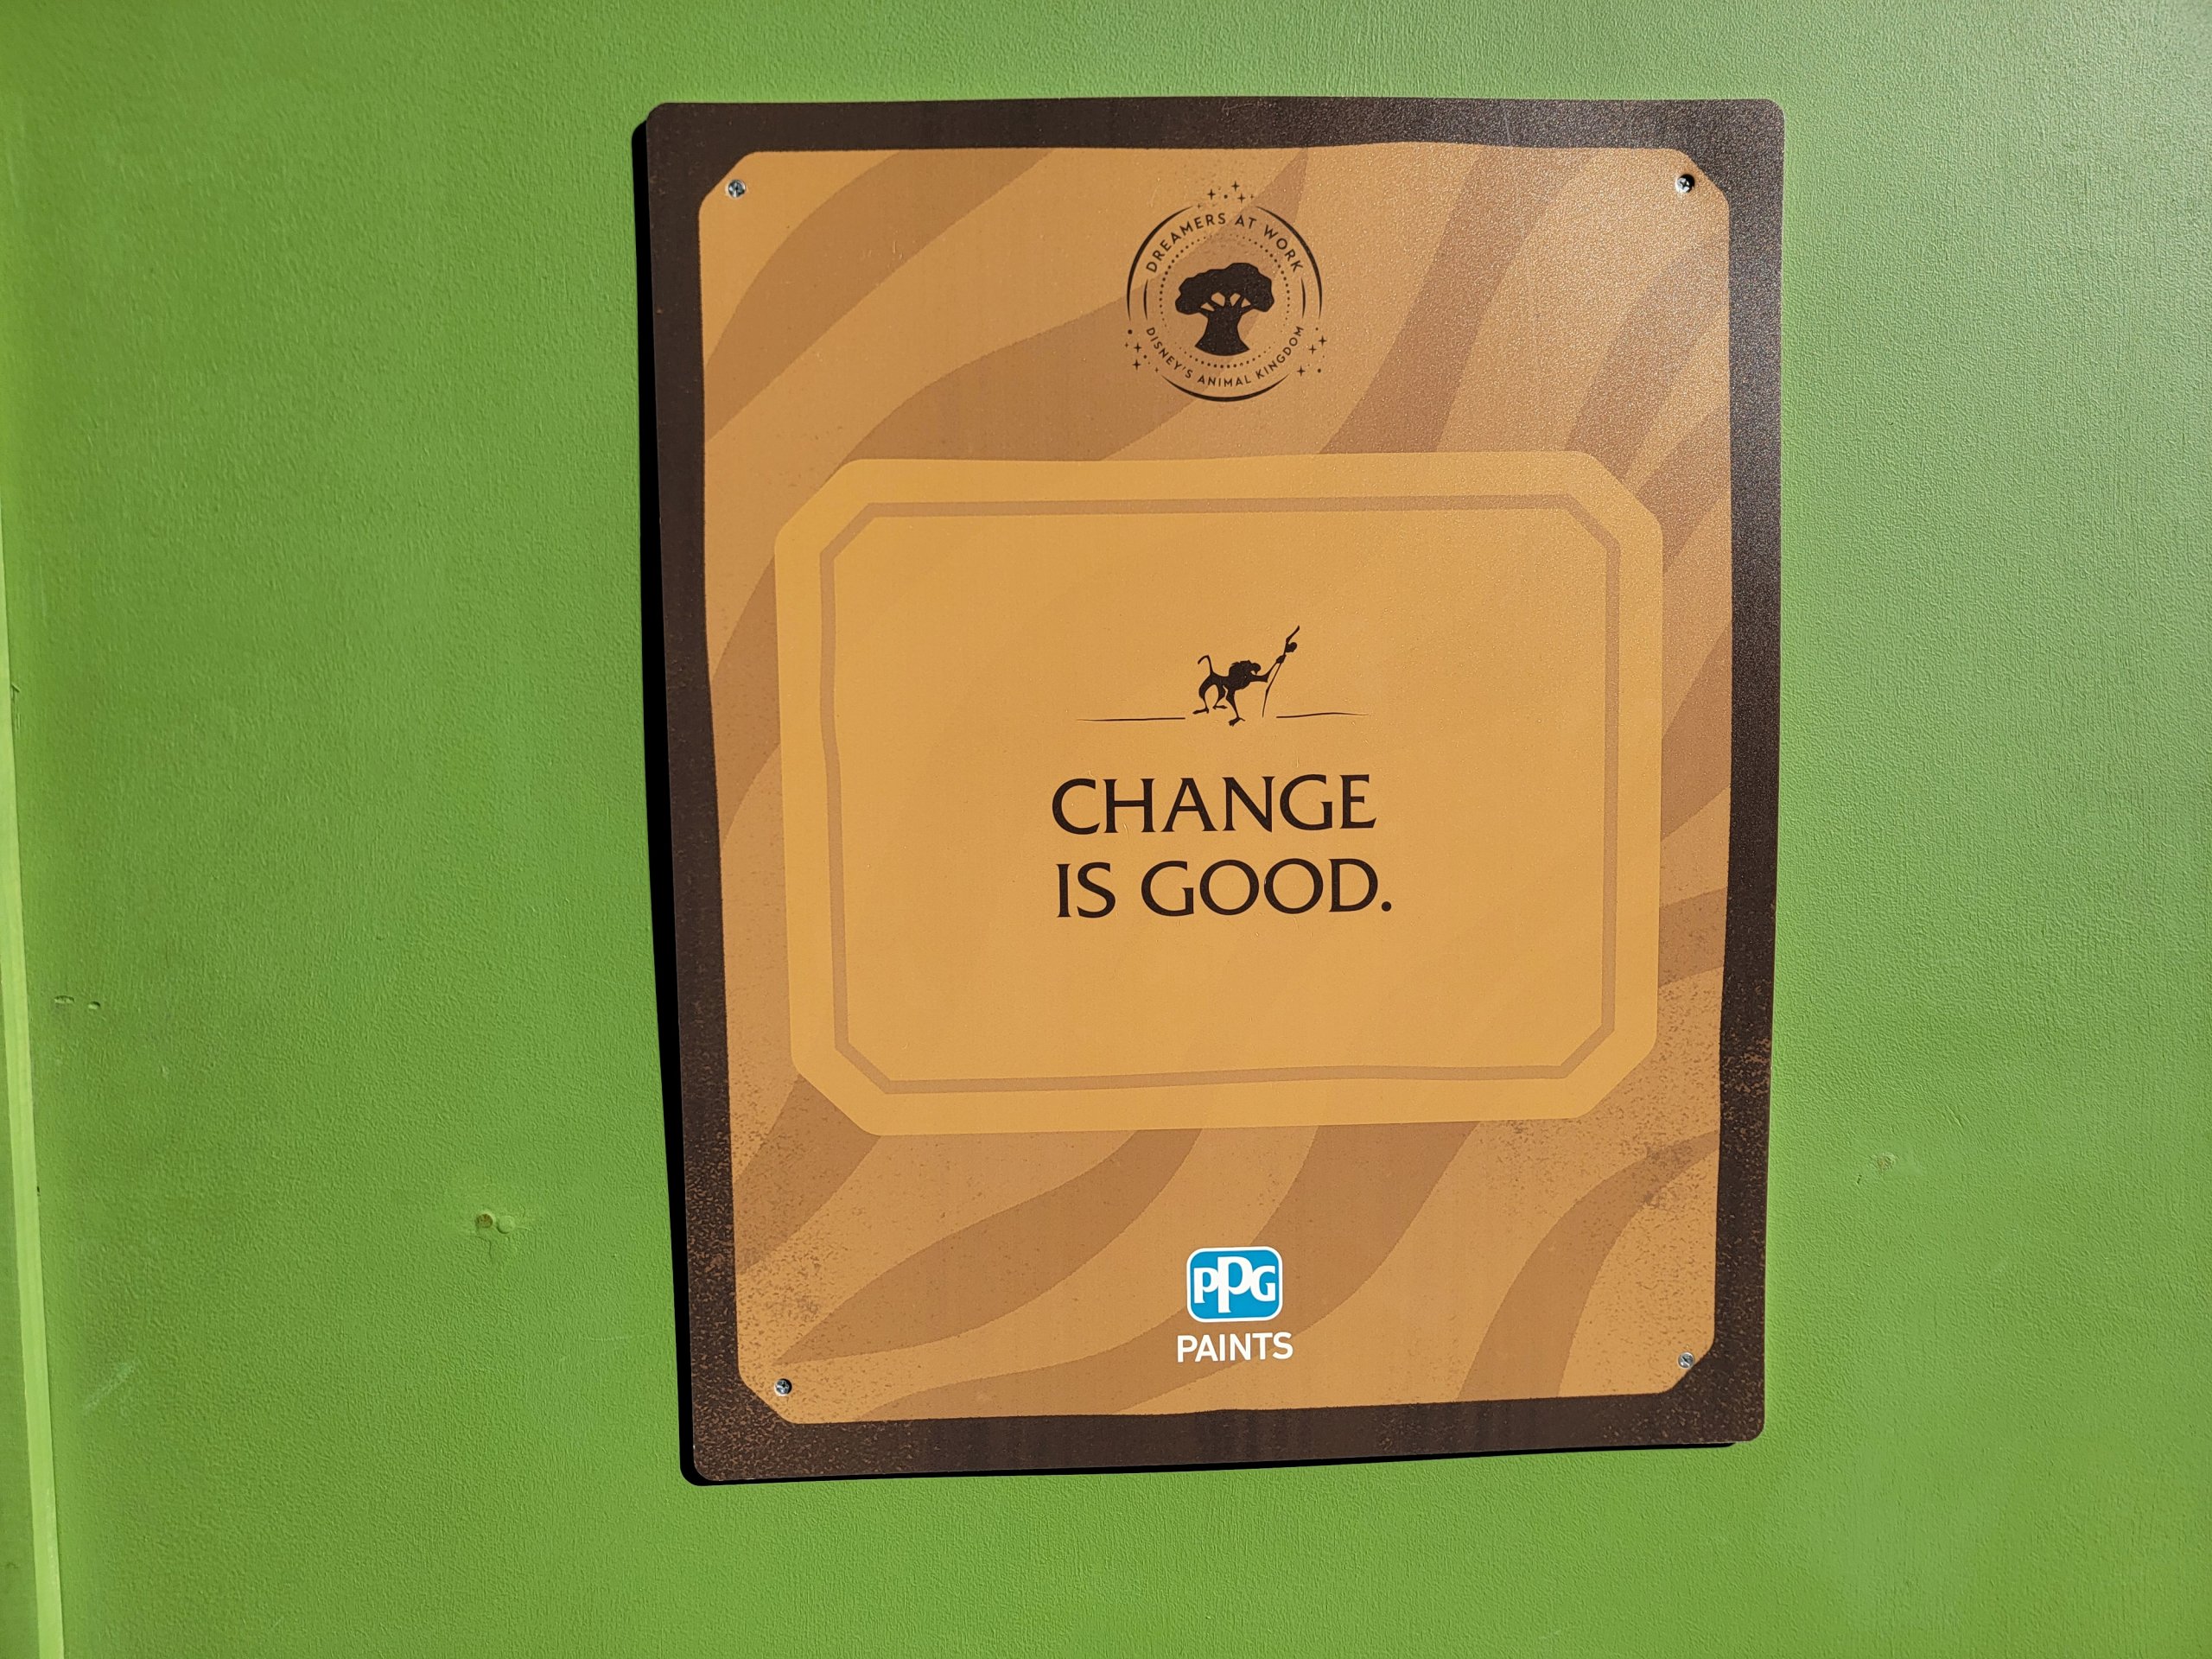 DREAMERS AT WORK
DISNEY'S ANIMAL KINGDOM
CHANGE
IS GOOD.
PPG
PAINTS